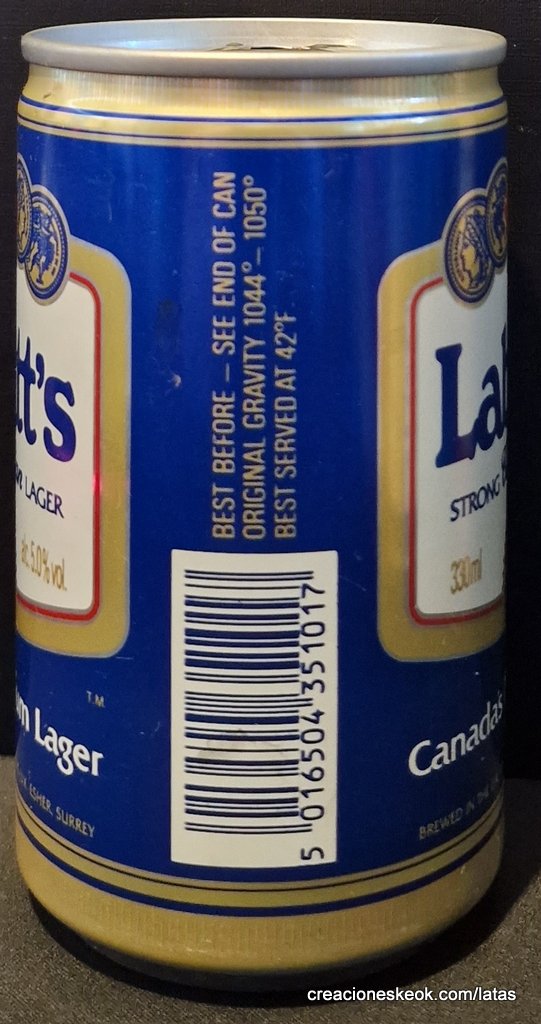 BEST BEFORE – SEE END OF CAN
ORIGINAL GRAVITY 1044° – 1050°
BEST SERVED AT 42°F
t's
LAGER
alc. 5.0% vol.
T.M.
Lager
ESHER, SURREY
5 016504 351017
La
STRONG
330ml
Canada's
BREWED IN THE
creacioneskeok.com/latas